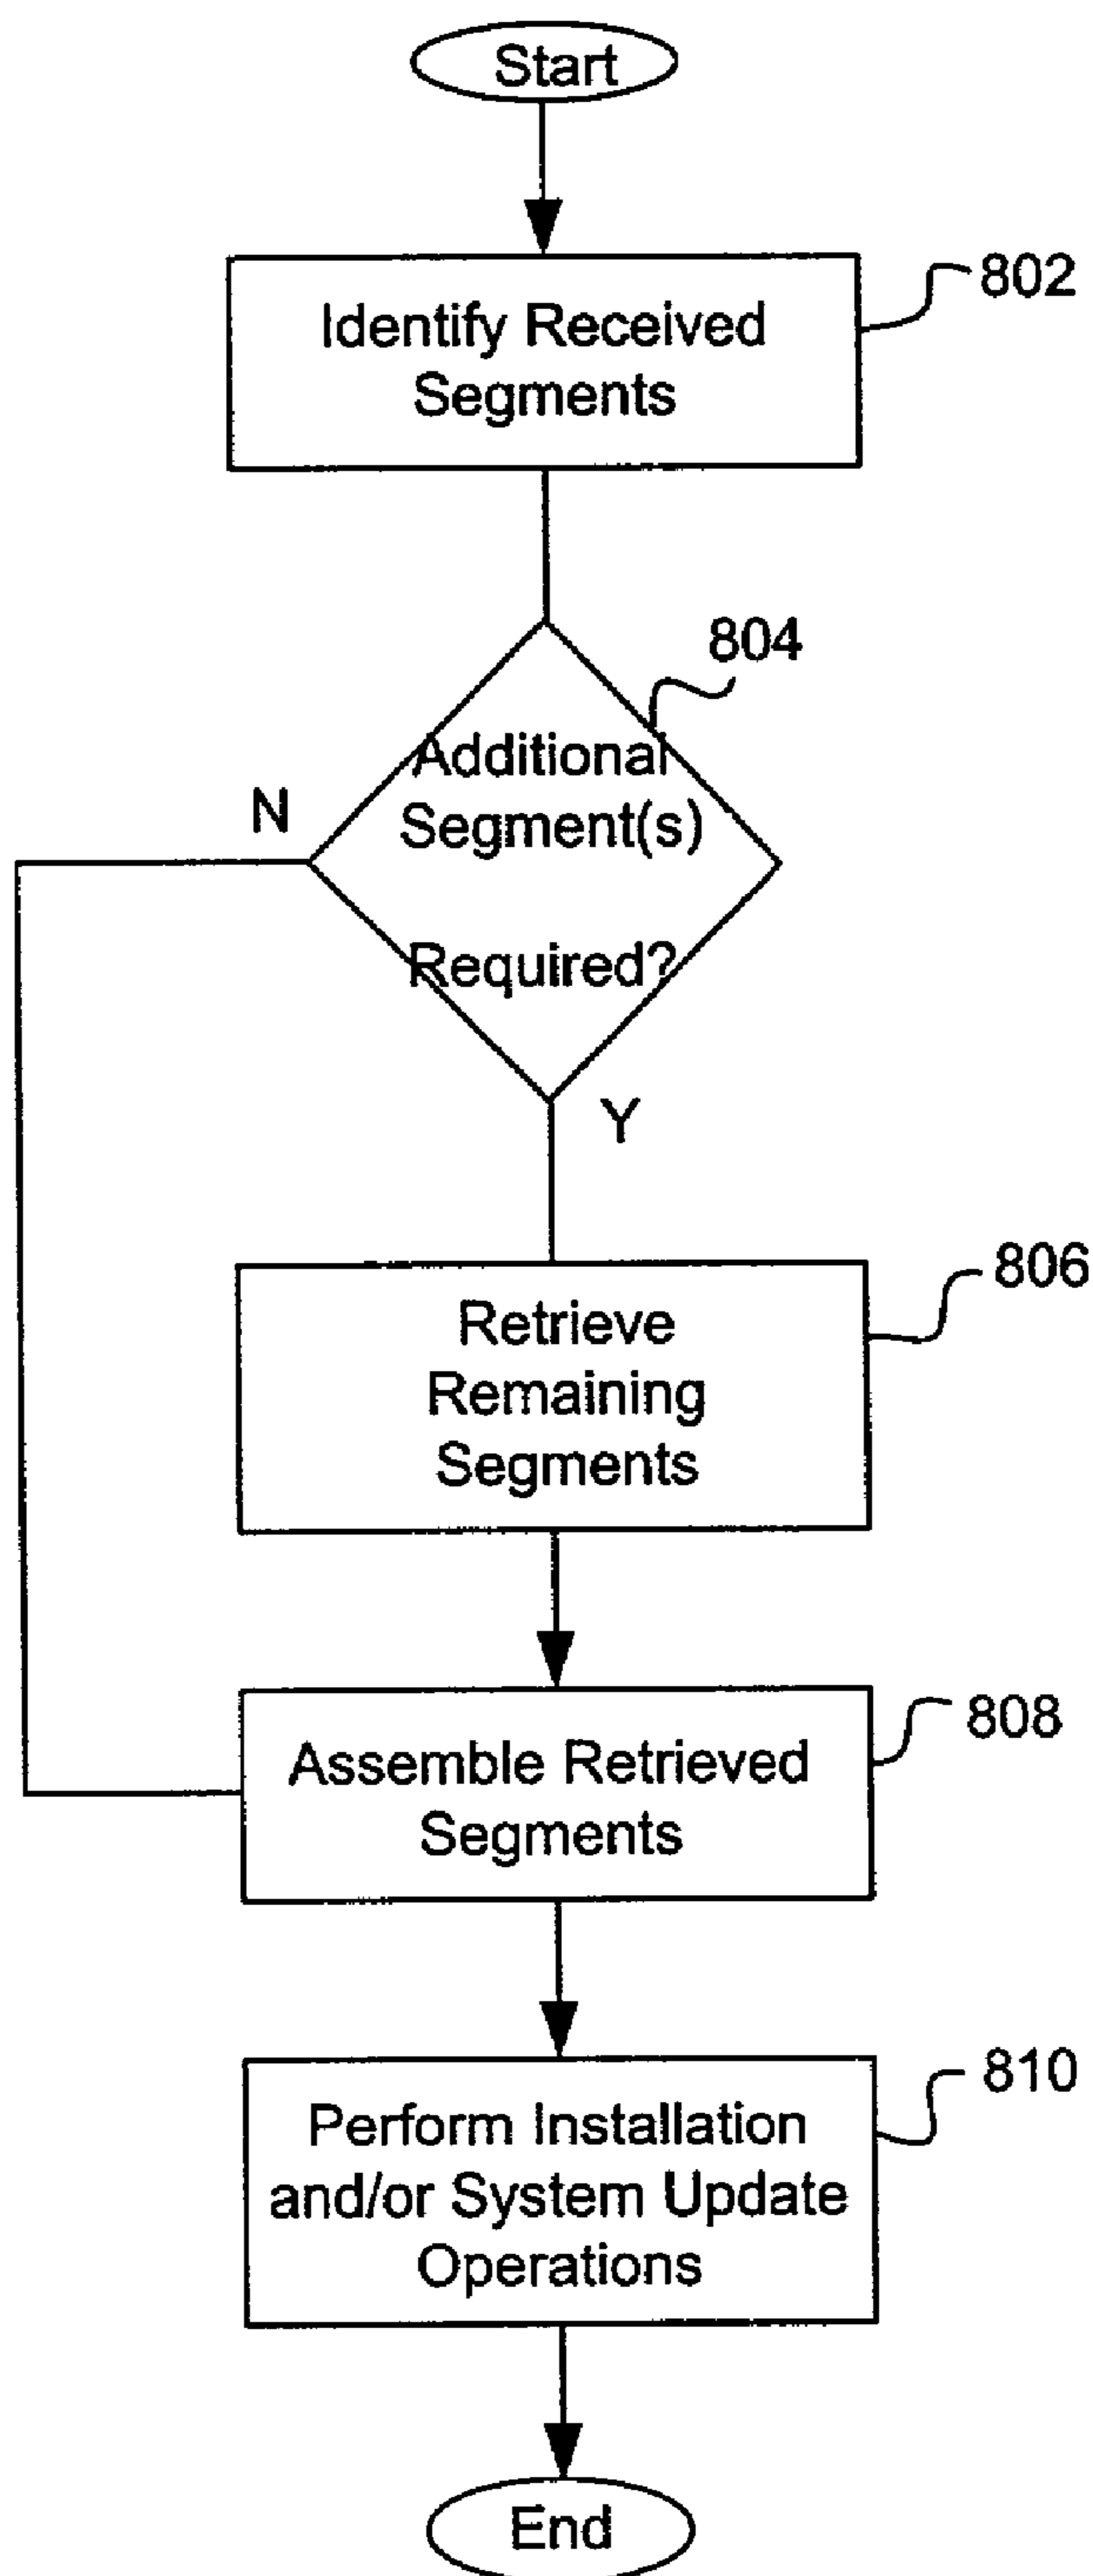 Start
802
Identify Received
Segments
804
Additional
Segment(s)
Required?
N
Y
806
Retrieve
Remaining
Segments
808
Assemble Retrieved
Segments
810
Perform Installation
and/or System Update
Operations
End